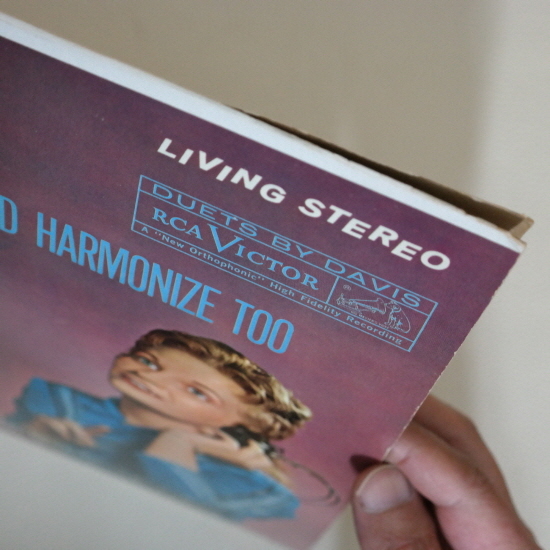 LIVING STEREO
DUETS BY DAVIS
RCA VICTOR
A "New Orthophonic" High Fidelity Recording
D HARMONIZE TOO